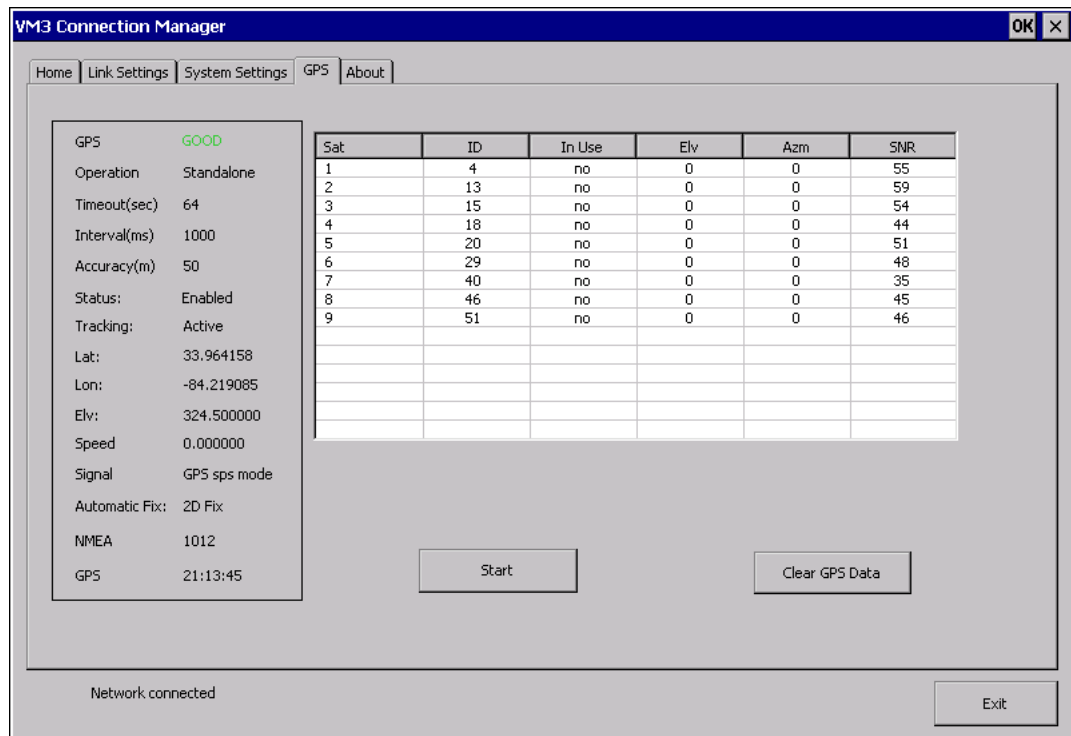 VM3 Connection Manager OK ×
Home Link Settings System Settings GPS About
GPS GOOD
Operation Standalone
Timeout(sec) 64
Interval(ms) 1000
Accuracy(m) 50
Status: Enabled
Tracking: Active
Lat: 33.964158
Lon: -84.219085
Elv: 324.500000
Speed 0.000000
Signal GPS sps mode
Automatic Fix: 2D Fix
NMEA 1012
GPS 21:13:45
Sat ID In Use Elv Azm SNR
1 4 no 0 0 55
2 13 no 0 0 59
3 15 no 0 0 54
4 18 no 0 0 44
5 20 no 0 0 51
6 29 no 0 0 48
7 40 no 0 0 35
8 46 no 0 0 45
9 51 no 0 0 46
Start
Clear GPS Data
Network connected
Exit